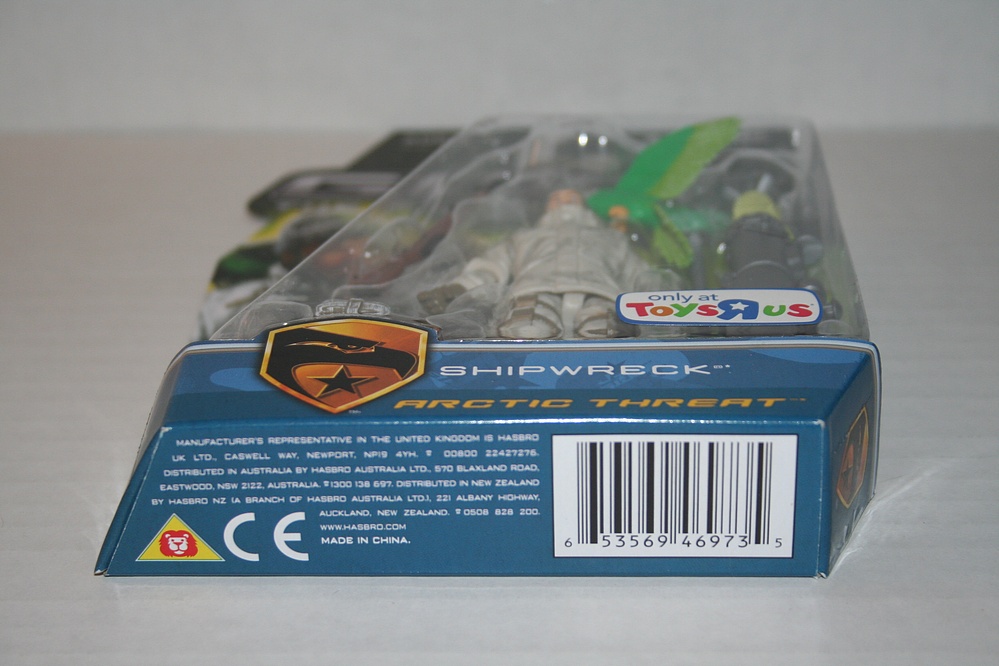 only at
TOYS R US
SHIPWRECK
ARCTIC THREAT™
MANUFACTURER'S REPRESENTATIVE IN THE UNITED KINGDOM IS HASBRO
UK LTD., CASWELL WAY, NEWPORT, NP19 4YH. ☎ 00800 22427276.
DISTRIBUTED IN AUSTRALIA BY HASBRO AUSTRALIA LTD., 570 BLAXLAND ROAD,
EASTWOOD, NSW 2122, AUSTRALIA. ☎1300 138 697. DISTRIBUTED IN NEW ZEALAND
BY HASBRO NZ (A BRANCH OF HASBRO AUSTRALIA LTD.), 221 ALBANY HIGHWAY,
AUCKLAND, NEW ZEALAND. ☎0508 828 200.
WWW.HASBRO.COM
MADE IN CHINA.
CE
6 53569 46973 5